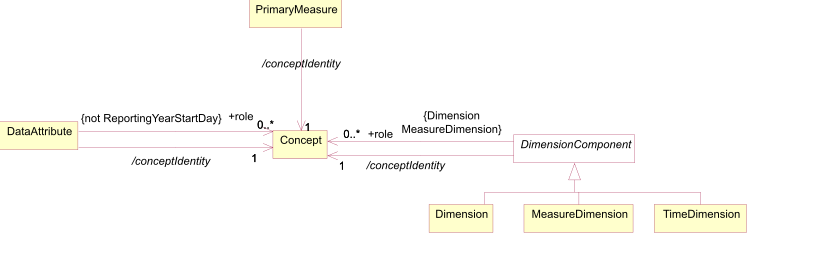 PrimaryMeasure
/conceptIdentity
{not ReportingYearStartDay} +role 0..* 1
{Dimension
MeasureDimension}
0..* +role
DataAttribute
Concept
DimensionComponent
/conceptIdentity 1
1 /conceptIdentity
Dimension
MeasureDimension
TimeDimension